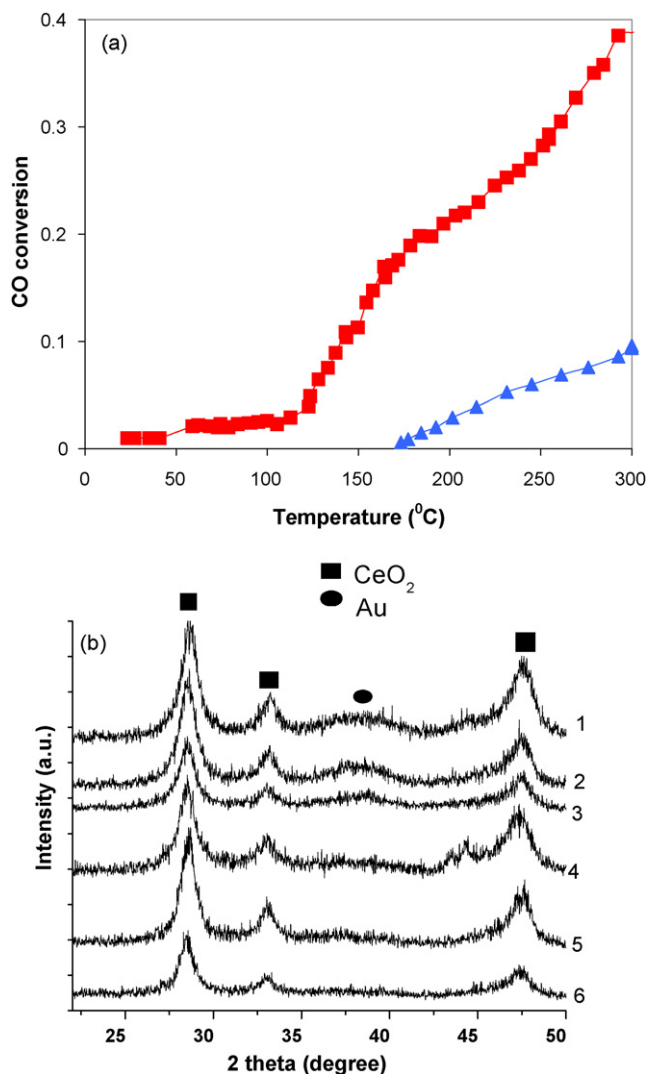 0.4
(a)
0.3
0.2
0.1
0
CO conversion
0 50 100 150 200 250 300
Temperature (⁰C)
CeO₂
Au
(b)
1
2
3
4
5
6
Intensity (a.u.)
25 30 35 40 45 50
2 theta (degree)